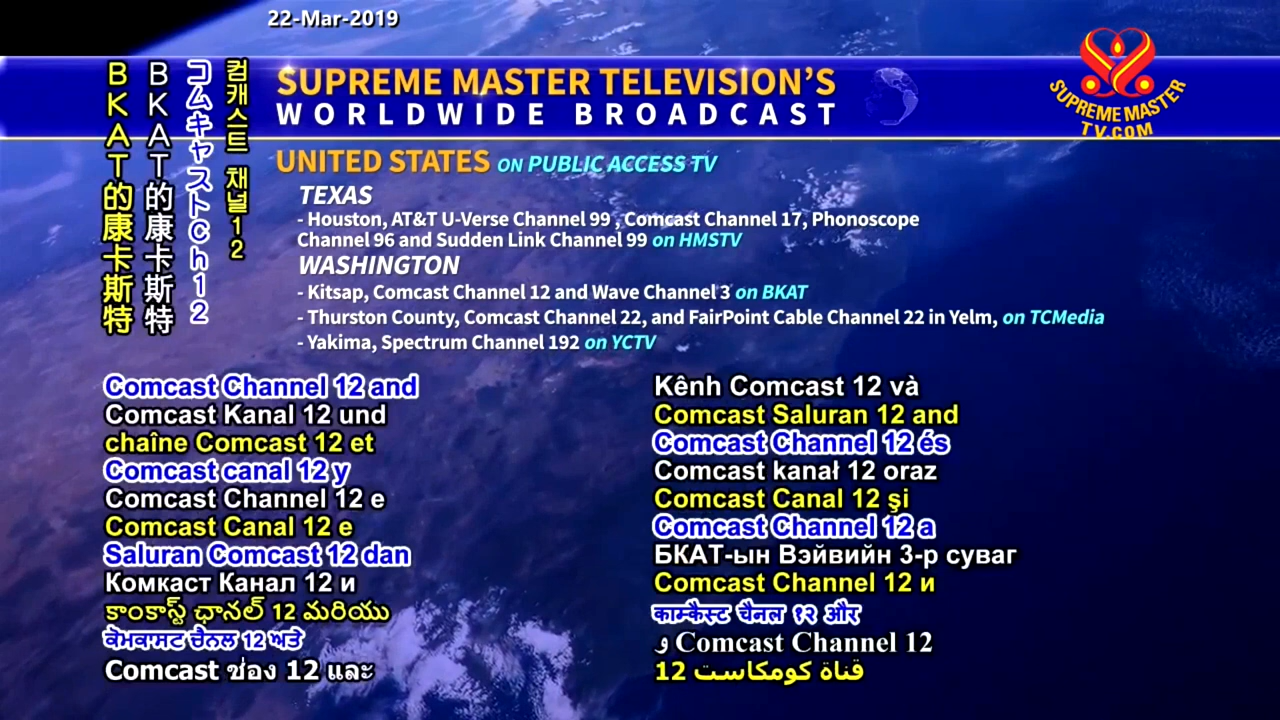 22-Mar-2019
SUPREME MASTER TELEVISION'S
WORLDWIDE BROADCAST
SUPREME MASTER
TV.COM
BKAT的康卡斯特
BKAT的康卡斯特
コムキャストCh12
컴캐스트 채널12
UNITED STATES ON PUBLIC ACCESS TV
TEXAS
- Houston, AT&T U-Verse Channel 99 , Comcast Channel 17, Phonoscope
Channel 96 and Sudden Link Channel 99 on HMSTV
WASHINGTON
- Kitsap, Comcast Channel 12 and Wave Channel 3 on BKAT
- Thurston County, Comcast Channel 22, and FairPoint Cable Channel 22 in Yelm, on TCMedia
- Yakima, Spectrum Channel 192 on YCTV
Comcast Channel 12 and
Comcast Kanal 12 und
chaîne Comcast 12 et
Comcast canal 12 y
Comcast Channel 12 e
Comcast Canal 12 e
Saluran Comcast 12 dan
Комкаст Канал 12 и
కాంకాస్ట్ ఛానల్ 12 మరియు
ਕੋਮਕਾਸਟ ਚੈਨਲ 12 ਅਤੇ
Comcast ช่อง 12 และ
Kênh Comcast 12 và
Comcast Saluran 12 and
Comcast Channel 12 és
Comcast kanał 12 oraz
Comcast Canal 12 şi
Comcast Channel 12 a
БКАТ-ын Вэйвийн 3-р суваг
Comcast Channel 12 и
काम्कैस्ट चैनल १२ और
و Comcast Channel 12
قناة كومكاست 12